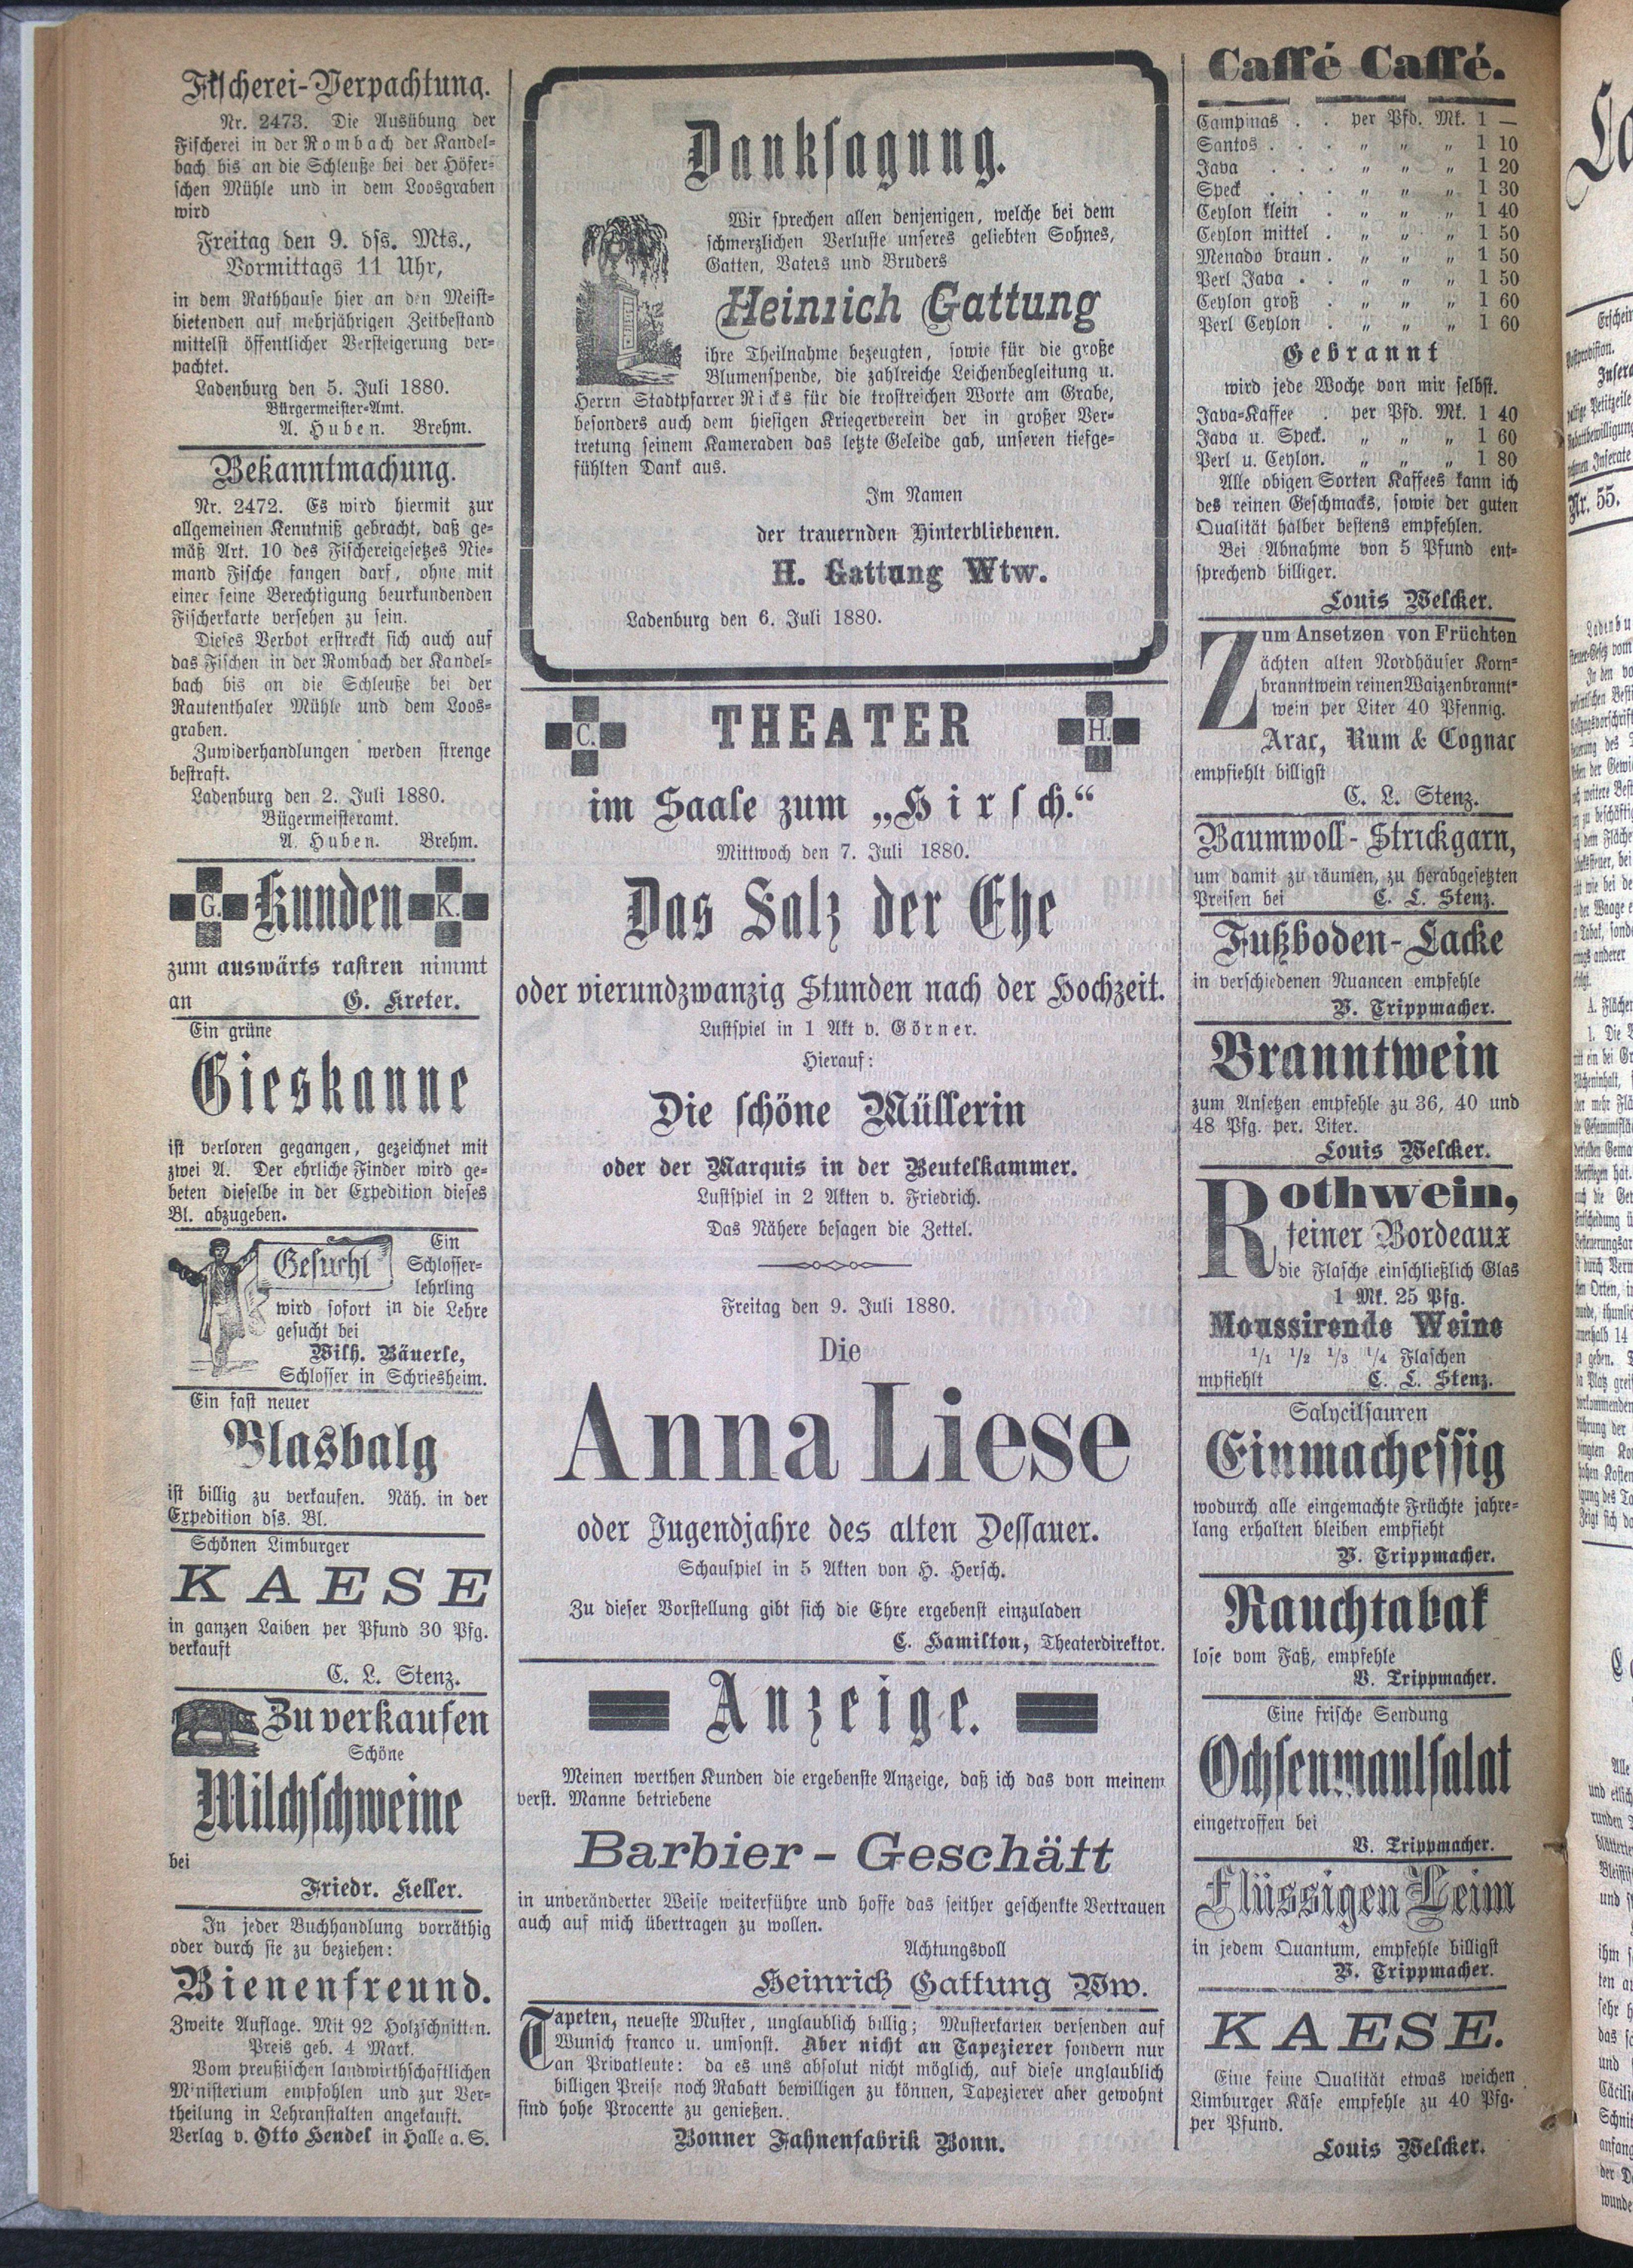 Fischerei-Verpachtung.
Nr. 2473. Die Ausübung der
Fischerei in der Rombach der Kandel-
bach bis an die Schleuße bei der Höfer-
schen Mühle und in dem Loosgraben
wird
Freitag den 9. dss. Mts.,
Vormittags 11 Uhr,
in dem Rathhause hier an den Meist-
bietenden auf mehrjährigen Zeitbestand
mittelst öffentlicher Versteigerung ver-
pachtet.
Ladenburg den 5. Juli 1880.
Bürgermeister-Amt.
A. Huben. Brehm.
Bekanntmachung.
Nr. 2472. Es wird hiermit zur
allgemeinen Kenntniß gebracht, daß ge-
mäß Art. 10 des Fischereigesetzes Nie-
mand Fische fangen darf, ohne mit
einer seine Berechtigung beurkundenden
Fischerkarte versehen zu sein.
Dieses Verbot erstreckt sich auch auf
das Fischen in der Rombach der Kandel-
bach bis an die Schleuße bei der
Rautenthaler Mühle und dem Loos-
graben.
Zuwiderhandlungen werden strenge
bestraft.
Ladenburg den 2. Juli 1880.
Bügermeisteramt.
A. Huben. Brehm.
G. Kunden K.
zum auswärts rasiren nimmt
an G. Kreter.
Ein grüne
Gieskanne
ist verloren gegangen, gezeichnet mit
zwei A. Der ehrliche Finder wird ge-
beten dieselbe in der Expedition dieses
Bl. abzugeben.
Gesucht
Ein
Schlosser-
lehrling
wird sofort in die Lehre
gesucht bei
Wilh. Bäuerle,
Schlosser in Schriesheim.
Ein fast neuer
Blasbalg
ist billig zu verkaufen. Näh. in der
Expedition dss. Bl.
Schönen Limburger
KAESE
in ganzen Laiben per Pfund 30 Pfg.
verkauft
C. L. Stenz.
Zu verkaufen
Schöne
Milchschweine
bei
Friedr. Keller.
In jeder Buchhandlung vorräthig
oder durch sie zu beziehen:
Bienenfreund.
Zweite Auflage. Mit 92 Holzschnitten.
Preis geb. 4 Mark.
Vom preußischen landwirthschaftlichen
Ministerium empfohlen und zur Ver-
theilung in Lehranstalten angekauft.
Verlag v. Otto Hendel in Halle a. S.
Danksagung.
Wir sprechen allen denjenigen, welche bei dem
schmerzlichen Verluste unseres geliebten Sohnes,
Gatten, Vaters und Bruders
Heinrich Gattung
ihre Theilnahme bezeugten, sowie für die große
Blumenspende, die zahlreiche Leichenbegleitung u.
Herrn Stadtpfarrer Ricks für die trostreichen Worte am Grabe,
besonders auch dem hiesigen Kriegerverein der in großer Ver-
tretung seinem Kameraden das letzte Geleide gab, unseren tiefge-
fühlten Dank aus.
Im Namen
der trauernden Hinterbliebenen.
H. Gattung Wtw.
Ladenburg den 6. Juli 1880.
C. THEATER H.
im Saale zum „Hirsch.“
Mittwoch den 7. Juli 1880.
Das Salz der Ehe
oder vierundzwanzig Stunden nach der Hochzeit.
Lustspiel in 1 Akt v. Görner.
Hierauf:
Die schöne Müllerin
oder der Marquis in der Beutelkammer.
Lustspiel in 2 Akten v. Friedrich.
Das Nähere besagen die Zettel.
Freitag den 9. Juli 1880.
Die
Anna Liese
oder Jugendjahre des alten Dessauer.
Schauspiel in 5 Akten von H. Hersch.
Zu dieser Vorstellung gibt sich die Ehre ergebenst einzuladen
C. Hamilton, Theaterdirektor.
Anzeige.
Meinen werthen Kunden die ergebenste Anzeige, daß ich das von meinem
verst. Manne betriebene
Barbier-Geschätt
in unveränderter Weise weiterführe und hoffe das seither geschenkte Vertrauen
auch auf mich übertragen zu wollen.
Achtungsvoll
Heinrich Gattung Ww.
Tapeten, neueste Muster, unglaublich billig; Musterkarten versenden auf
Wunsch franco u. umsonst. Aber nicht an Tapezierer sondern nur
an Privatleute: da es uns absolut nicht möglich, auf diese unglaublich
billigen Preise noch Rabatt bewilligen zu können, Tapezierer aber gewohnt
sind hohe Procente zu genießen.
Bonner Fahnenfabrik Bonn.
Caffé Caffé.
Campinas . . per Pfd. Mk. 1 —
Santos . . . „ „ „ 1 10
Java . . . „ „ „ 1 20
Speck . . . „ „ „ 1 30
Ceylon klein . „ „ „ 1 40
Ceylon mittel . „ „ „ 1 50
Menado braun . „ „ „ 1 50
Perl Java . . „ „ „ 1 50
Ceylon groß . „ „ „ 1 60
Perl Ceylon . „ „ „ 1 60
Gebrannt
wird jede Woche von mir selbst.
Java-Kaffee . per Pfd. Mk. 1 40
Java u. Speck. „ „ „ 1 60
Perl u. Ceylon. „ „ „ 1 80
Alle obigen Sorten Kaffees kann ich
des reinen Geschmacks, sowie der guten
Qualität halber bestens empfehlen.
Bei Abnahme von 5 Pfund ent-
sprechend billiger.
Louis Welcker.
Zum Ansetzen von Früchten
ächten alten Nordhäuser Korn-
branntwein reinen Waizenbrannt-
wein per Liter 40 Pfennig.
Arac, Rum & Cognac
empfiehlt billigst
C. L. Stenz.
Baumwoll-Strickgarn,
um damit zu räumen, zu herabgesetzten
Preisen bei C. L. Stenz.
Fußboden-Lacke
in verschiedenen Nuancen empfehle
V. Trippmacher.
Branntwein
zum Ansetzen empfehle zu 36, 40 und
48 Pfg. per. Liter.
Louis Welcker.
Rothwein,
feiner Bordeaux
die Flasche einschließlich Glas
1 Mk. 25 Pfg.
Moussirende Weine
1/1 1/2 1/3 1/4 Flaschen
mpfiehlt C. L. Stenz.
Salycilsauren
Einmachessig
wodurch alle eingemachte Früchte jahre-
lang erhalten bleiben empfieht
V. Trippmacher.
Rauchtabak
lose vom Faß, empfehle
V. Trippmacher.
Eine frische Sendung
Ochsenmaulsalat
eingetroffen bei
V. Trippmacher.
Flüssigen Leim
in jedem Quantum, empfehle billigst
V. Trippmacher.
KAESE.
Eine feine Qualität etwas weichen
Limburger Käse empfehle zu 40 Pfg.
per Pfund.
Louis Welcker.
Nr. 55.